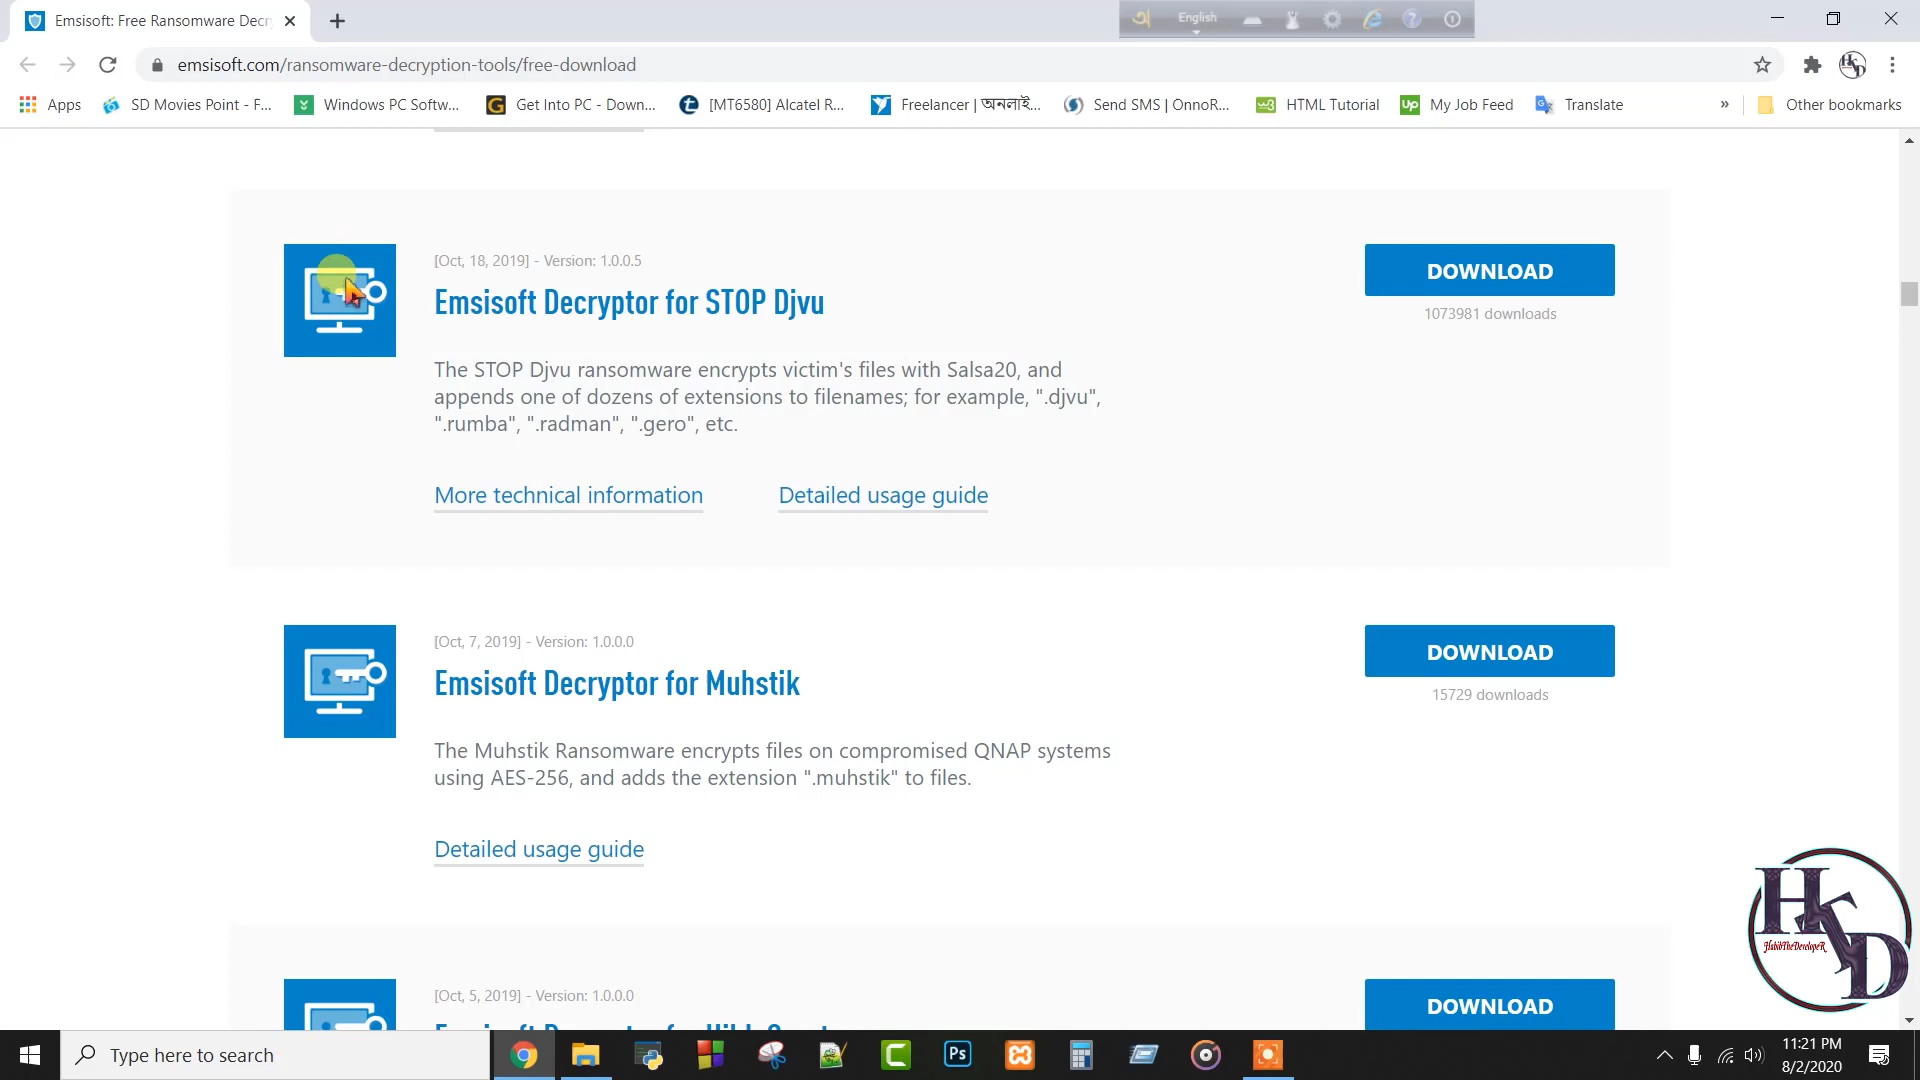 Emsisoft: Free Ransomware Decr
English
emsisoft.com/ransomware-decryption-tools/free-download
Apps
SD Movies Point - F...
Windows PC Softw...
Get Into PC - Down...
[MT6580] Alcatel R...
Freelancer | অনলাই...
Send SMS | OnnoR...
HTML Tutorial
My Job Feed
Translate
»
Other bookmarks
[Oct, 18, 2019] - Version: 1.0.0.5
Emsisoft Decryptor for STOP Djvu
DOWNLOAD
1073981 downloads
The STOP Djvu ransomware encrypts victim's files with Salsa20, and
appends one of dozens of extensions to filenames; for example, ".djvu",
".rumba", ".radman", ".gero", etc.
More technical information
Detailed usage guide
[Oct, 7, 2019] - Version: 1.0.0.0
Emsisoft Decryptor for Muhstik
DOWNLOAD
15729 downloads
The Muhstik Ransomware encrypts files on compromised QNAP systems
using AES-256, and adds the extension ".muhstik" to files.
Detailed usage guide
[Oct, 5, 2019] - Version: 1.0.0.0
DOWNLOAD
HKD
HabibTheDevelopeR
Type here to search
Ps
11:21 PM
8/2/2020